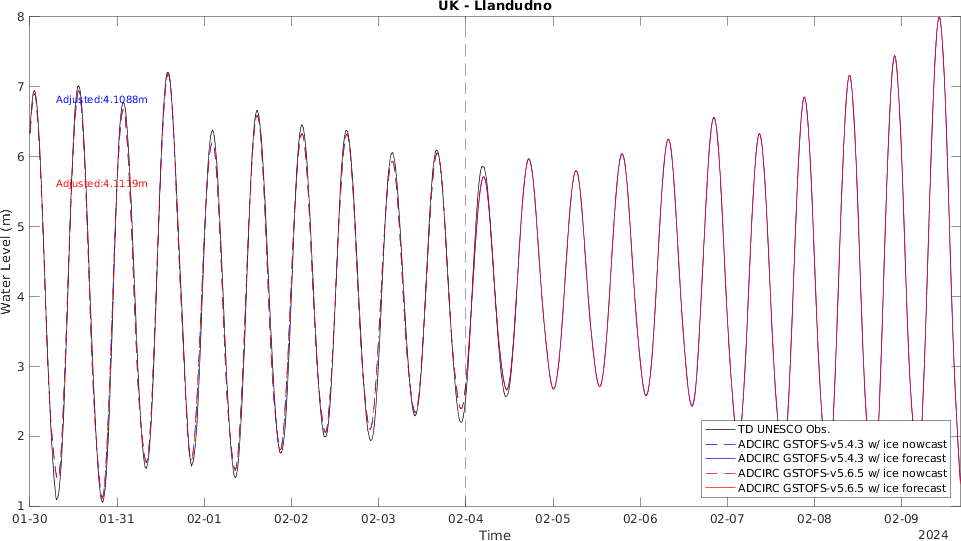 UK - Llandudno
8
7
6
5
4
3
2
1
Water Level (m)
Adjusted:4.1088m
Adjusted:4.1119m
TD UNESCO Obs.
ADCIRC GSTOFS-v5.4.3 w/ ice nowcast
ADCIRC GSTOFS-v5.4.3 w/ ice forecast
ADCIRC GSTOFS-v5.6.5 w/ ice nowcast
ADCIRC GSTOFS-v5.6.5 w/ ice forecast
01-30 01-31 02-01 02-02 02-03 02-04 02-05 02-06 02-07 02-08 02-09
Time
2024